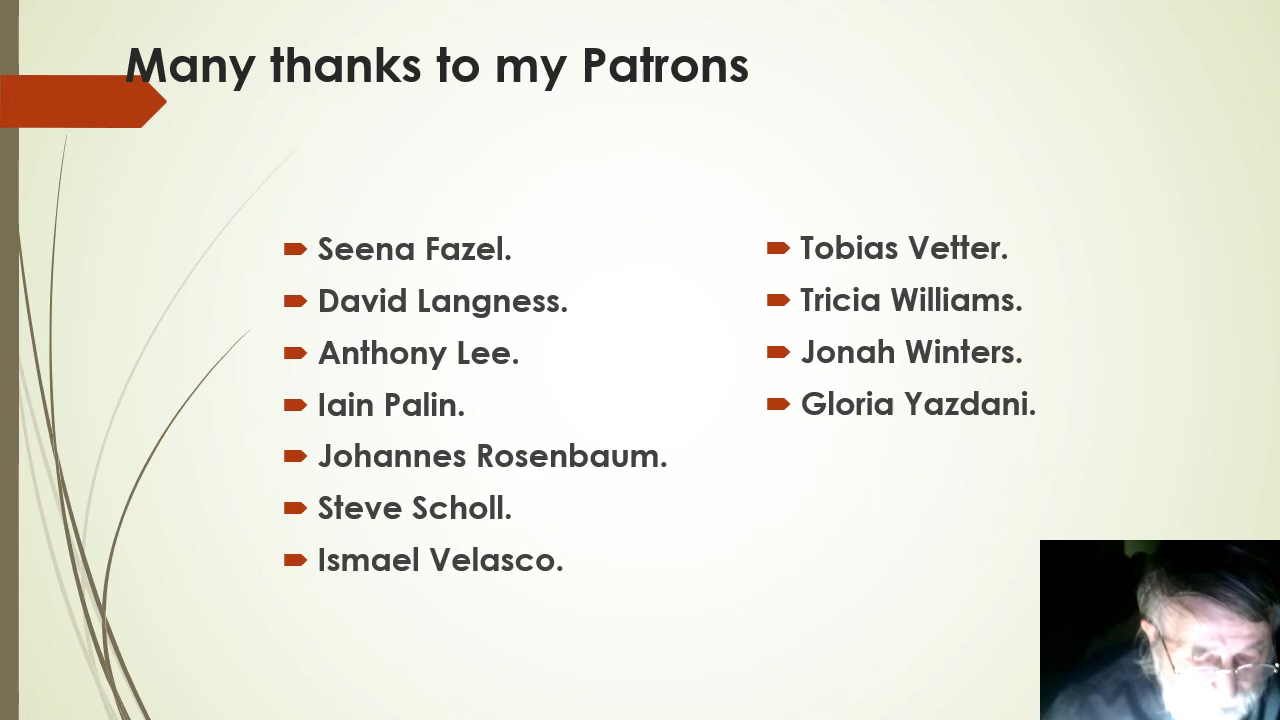 Many thanks to my Patrons
Seena Fazel.
David Langness.
Anthony Lee.
Iain Palin.
Johannes Rosenbaum.
Steve Scholl.
Ismael Velasco.
Tobias Vetter.
Tricia Williams.
Jonah Winters.
Gloria Yazdani.